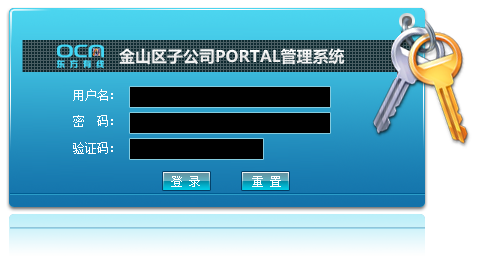 OCN 金山区子公司PORTAL管理系统
东方有线
用户名：
密　码：
验证码：
登 录　重 置